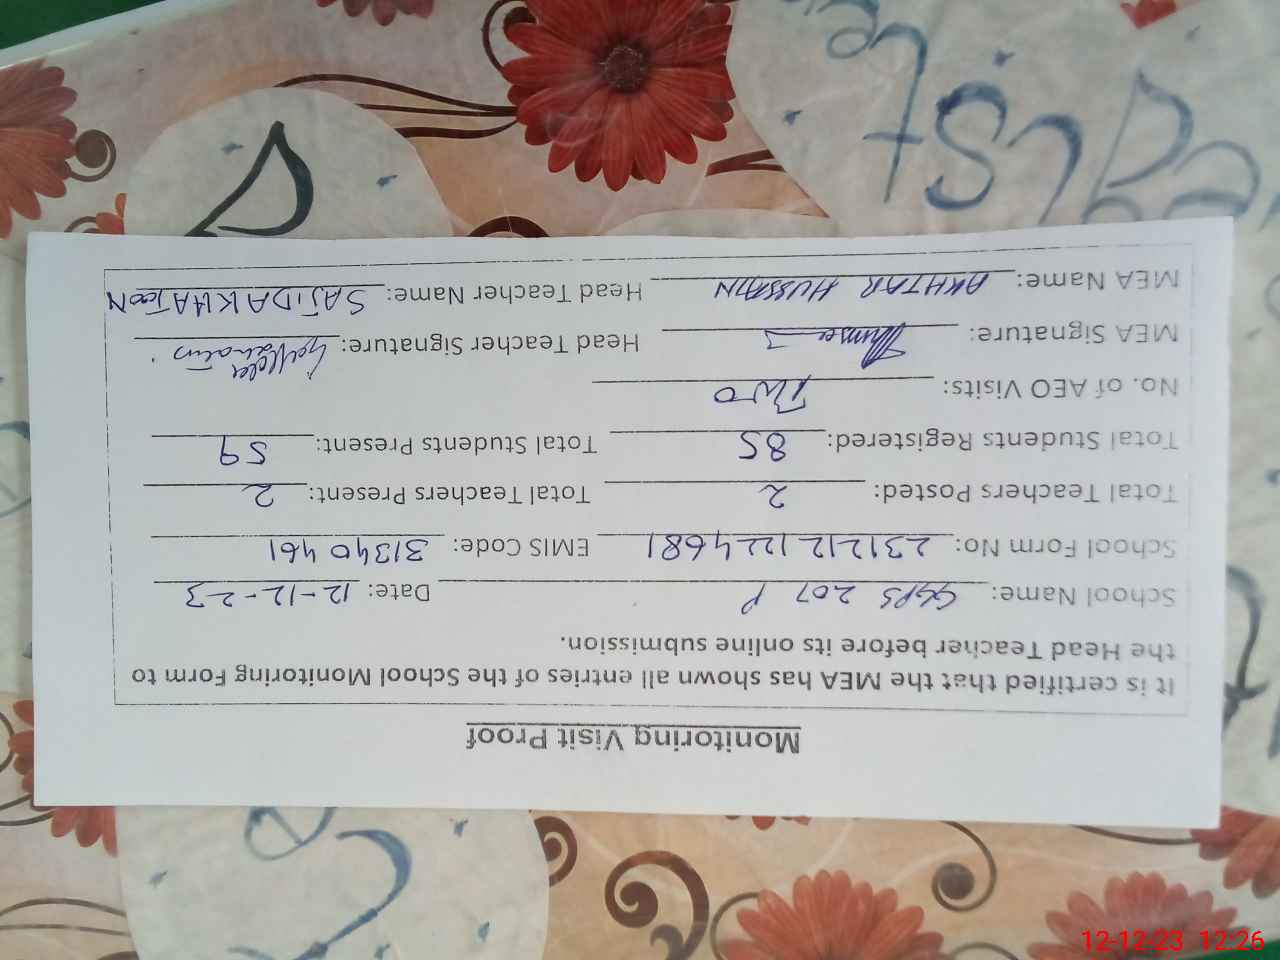 Monitoring Visit Proof
It is certified that the MEA has shown all entries of the School Monitoring Form to
the Head Teacher before its online submission.
School Name: GGPS 207 P Date: 12-12-23
School Form No: 2312121224681 EMIS Code: 31340461
Total Teachers Posted: 2 Total Teachers Present: 2
Total Students Registered: 85 Total Students Present: 59
No. of AEO Visits: Two
MEA Signature: Head Teacher Signature:
MEA Name: AKHTAR HUSSAIN Head Teacher Name: SAJIDA KHATOON
12-12-23 12:26